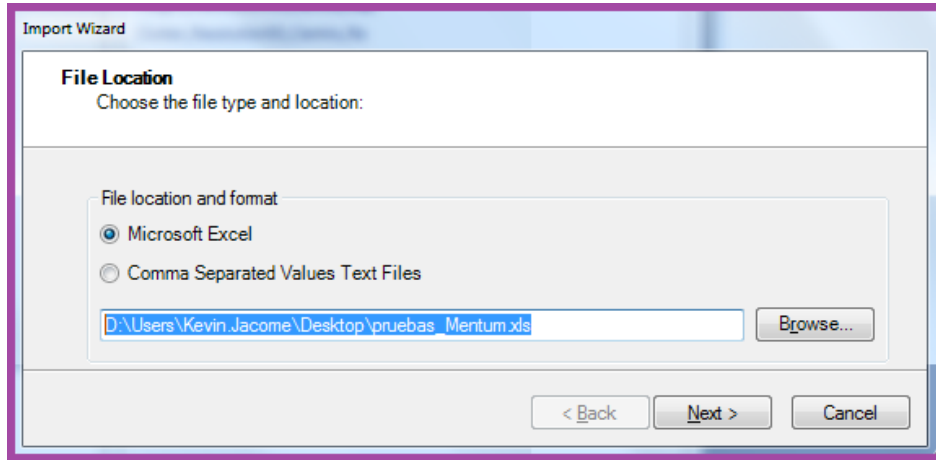 Import Wizard
File Location
Choose the file type and location:
File location and format
Microsoft Excel
Comma Separated Values Text Files
D:\Users\Kevin.Jacome\Desktop\pruebas_Mentum.xls
Browse...
< Back
Next >
Cancel